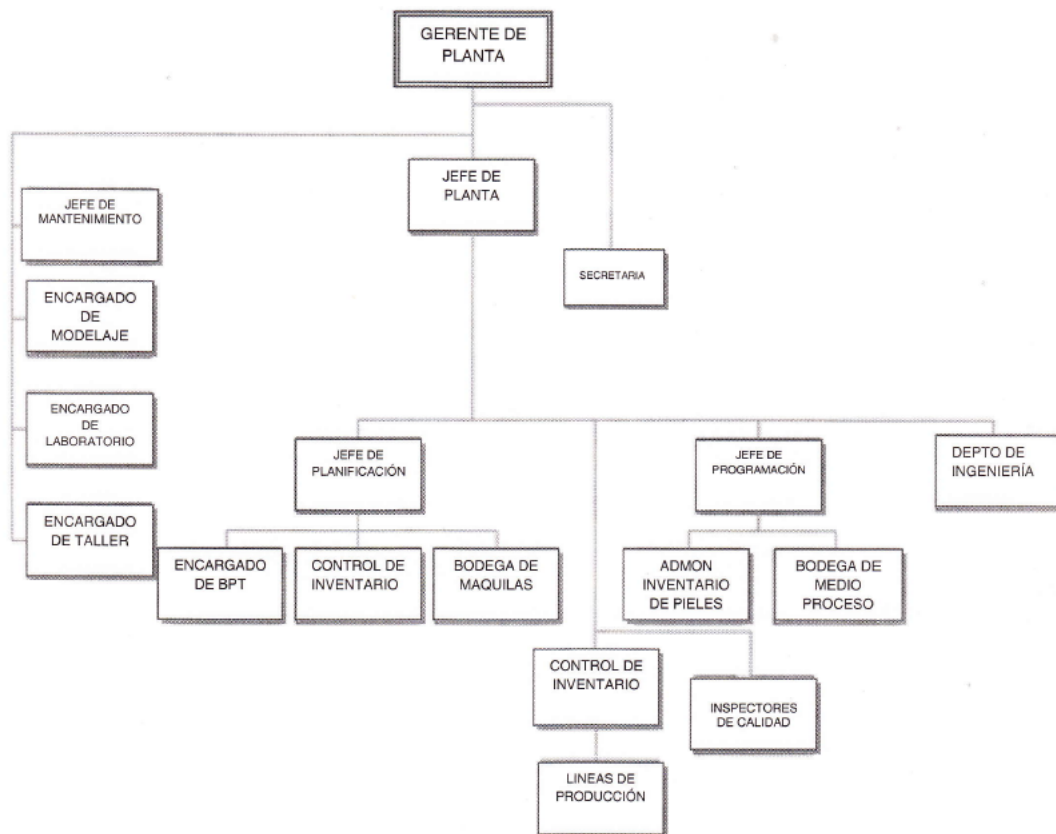 GERENTE DE
PLANTA
JEFE DE
PLANTA
JEFE DE
MANTENIMIENTO
SECRETARIA
ENCARGADO
DE
MODELAJE
ENCARGADO
DE
LABORATORIO
ENCARGADO
DE TALLER
JEFE DE
PLANIFICACIÓN
JEFE DE
PROGRAMACIÓN
DEPTO DE
INGENIERÍA
ENCARGADO
DE BPT
CONTROL DE
INVENTARIO
BODEGA DE
MAQUILAS
ADMON
INVENTARIO
DE PIELES
BODEGA DE
MEDIO
PROCESO
CONTROL DE
INVENTARIO
INSPECTORES
DE CALIDAD
LINEAS DE
PRODUCCIÓN